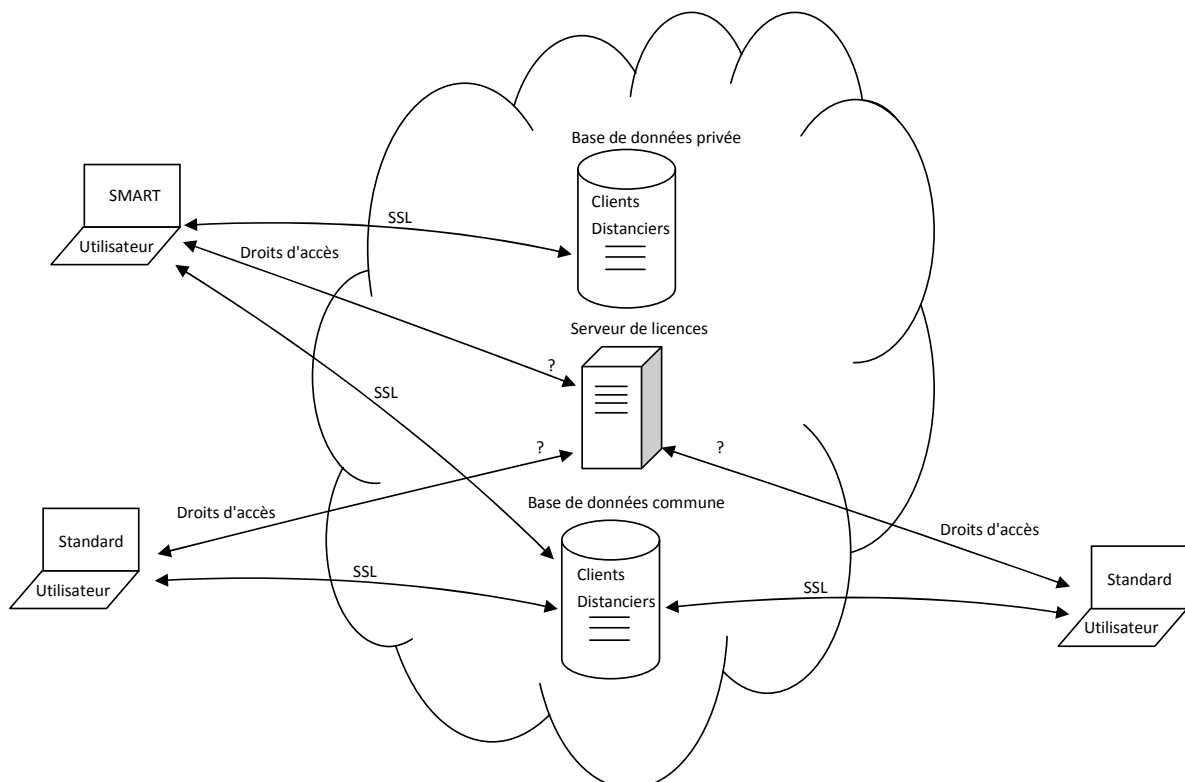 Base de données privée
SMART
Utilisateur
SSL
Clients
Distanciers
Droits d'accès
Serveur de licences
?
SSL
?
?
Base de données commune
Droits d'accès
Droits d'accès
Standard
Utilisateur
SSL
Clients
Distanciers
SSL
Standard
Utilisateur